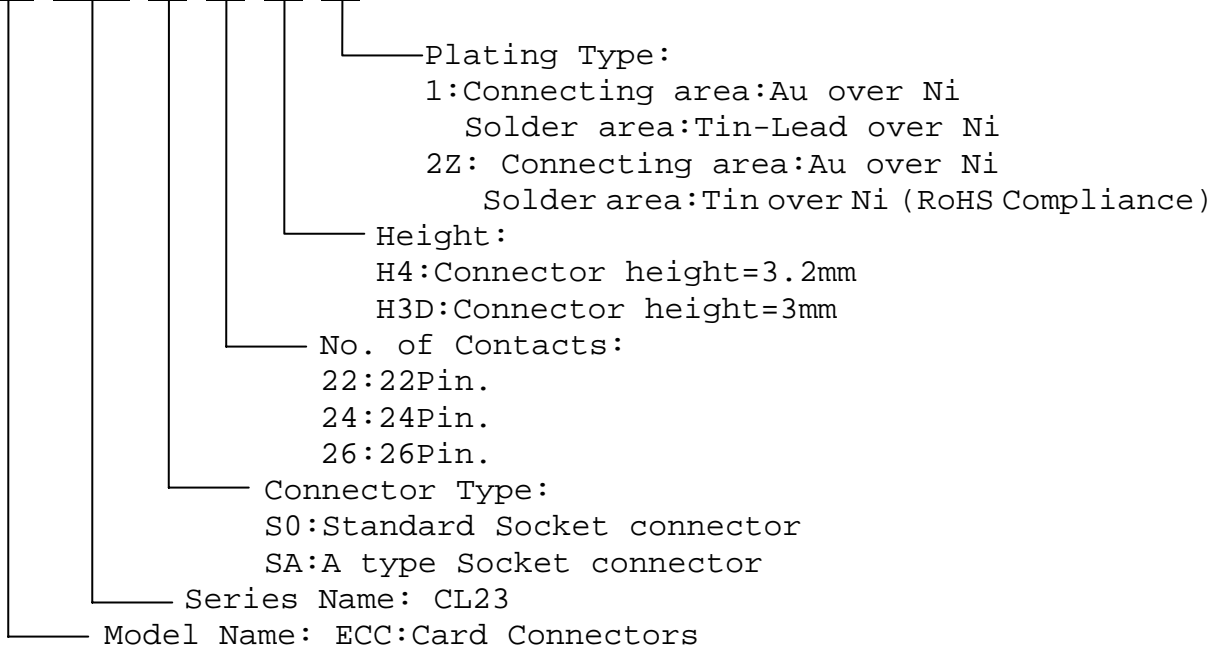 Plating Type:
1:Connecting area:Au over Ni
Solder area:Tin-Lead over Ni
2Z: Connecting area:Au over Ni
Solder area:Tin over Ni (RoHS Compliance)
Height:
H4:Connector height=3.2mm
H3D:Connector height=3mm
No. of Contacts:
22:22Pin.
24:24Pin.
26:26Pin.
Connector Type:
S0:Standard Socket connector
SA:A type Socket connector
Series Name: CL23
Model Name: ECC:Card Connectors